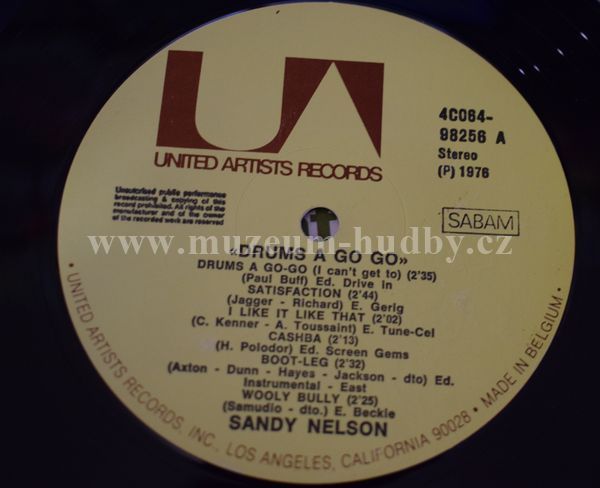 UA
UNITED ARTISTS RECORDS
4C064-
98256 A
Stereo
(P) 1976
Unauthorised public performance
broadcasting & copying of this
record prohibited. All rights of the
manufacturer and of the owner
of the recorded work are reserved
SABAM
www.muzeum-hudby.cz
«DRUMS A GO GO»
DRUMS A GO-GO (I can't get to) (2'35)
(Paul Buff) Ed. Drive In
SATISFACTION (2'44)
(Jagger - Richard) E. Gerig
I LIKE IT LIKE THAT (2'02)
(C. Kenner - A. Toussaint) E. Tune-Cel
CASHBA (2'13)
(H. Polodor) Ed. Screen Gems
BOOT-LEG (2'32)
(Axton - Dunn - Hayes - Jackson - dto) Ed.
Instrumental - East
WOOLY BULLY (2'25)
(Samudio - dto.) E. Beckie
SANDY NELSON
• UNITED ARTISTS RECORDS, INC., LOS ANGELES, CALIFORNIA 90028 • MADE IN BELGIUM •